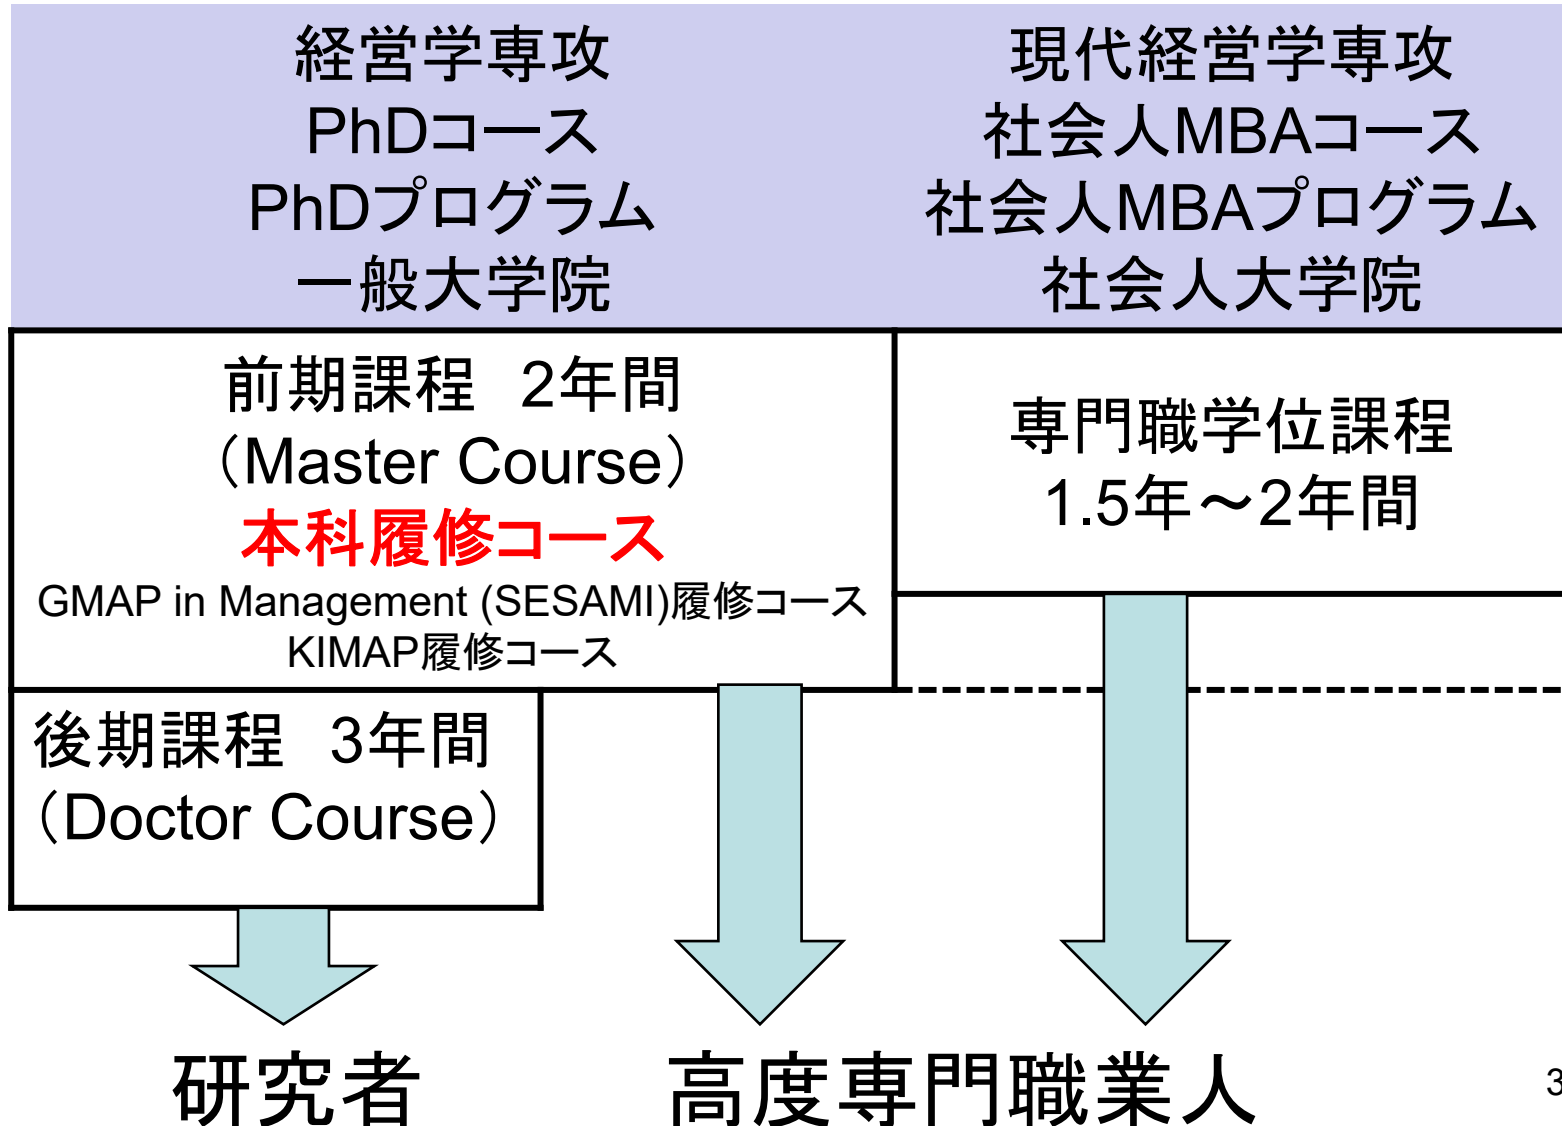 経営学専攻
PhDコース
PhDプログラム
一般大学院
現代経営学専攻
社会人MBAコース
社会人MBAプログラム
社会人大学院
前期課程　2年間
（Master Course）
本科履修コース
GMAP in Management (SESAMI)履修コース
KIMAP履修コース
専門職学位課程
1.5年～2年間
後期課程　3年間
（Doctor Course）
研究者
高度専門職業人
3